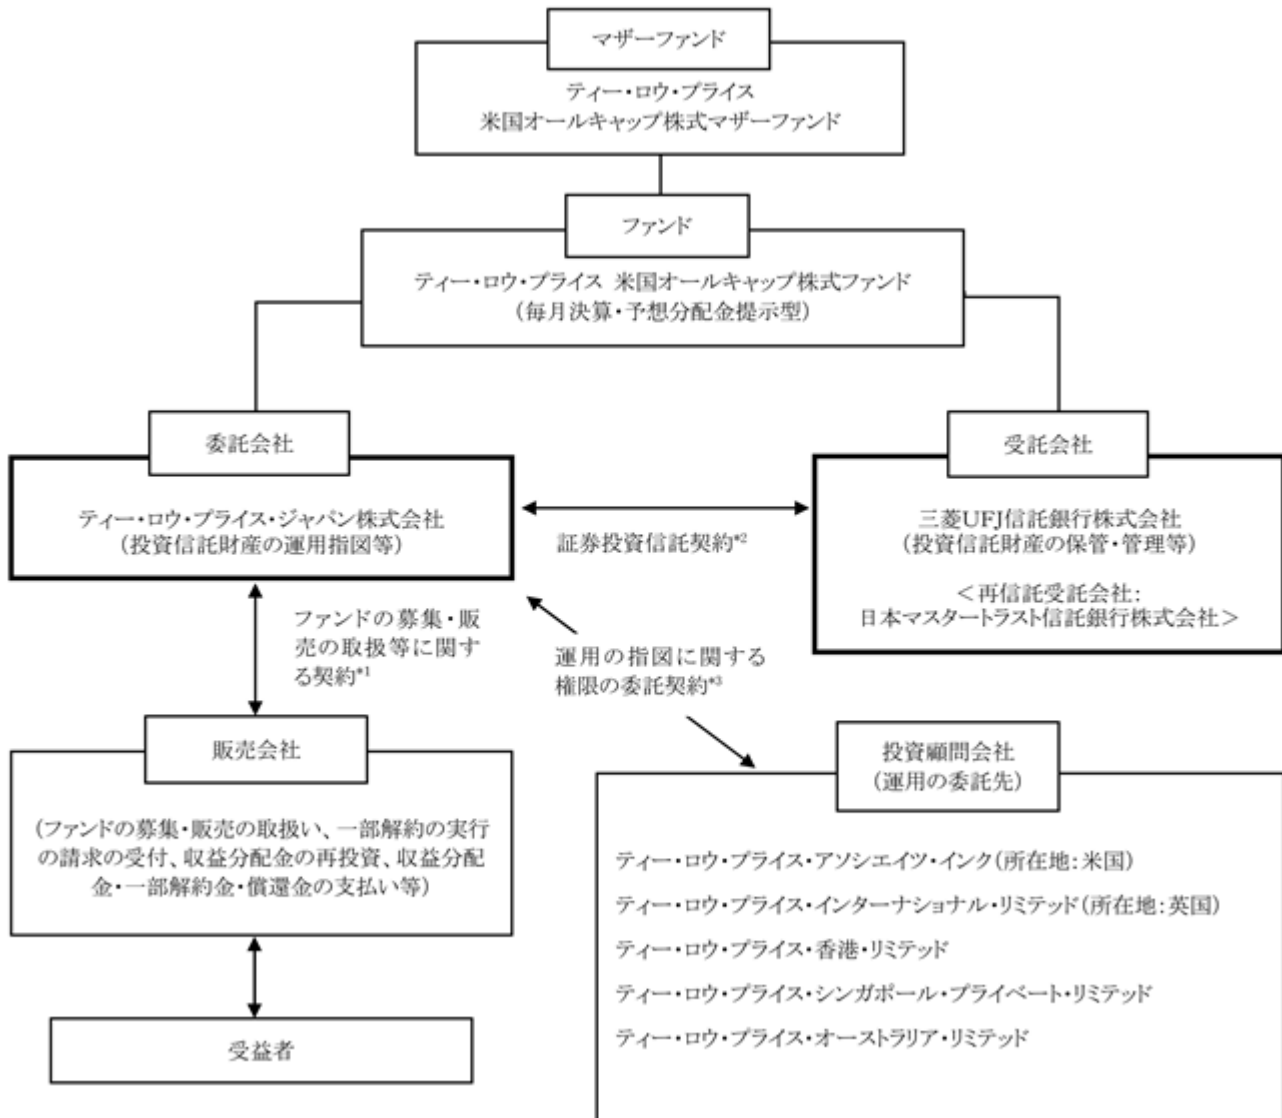 マザーファンド
ティー・ロウ・プライス
米国オールキャップ株式マザーファンド
ファンド
ティー・ロウ・プライス 米国オールキャップ株式ファンド
(毎月決算・予想分配金提示型)
委託会社
ティー・ロウ・プライス・ジャパン株式会社
(投資信託財産の運用指図等)
証券投資信託契約*2
受託会社
三菱UFJ信託銀行株式会社
(投資信託財産の保管・管理等)
<再信託受託会社:
日本マスタートラスト信託銀行株式会社>
ファンドの募集・販
売の取扱等に関す
る契約*1
運用の指図に関する
権限の委託契約*3
販売会社
(ファンドの募集・販売の取扱い、一部解約の実行
の請求の受付、収益分配金の再投資、収益分配
金・一部解約金・償還金の支払い等)
受益者
投資顧問会社
(運用の委託先)
ティー・ロウ・プライス・アソシエイツ・インク(所在地:米国)
ティー・ロウ・プライス・インターナショナル・リミテッド(所在地:英国)
ティー・ロウ・プライス・香港・リミテッド
ティー・ロウ・プライス・シンガポール・プライベート・リミテッド
ティー・ロウ・プライス・オーストラリア・リミテッド